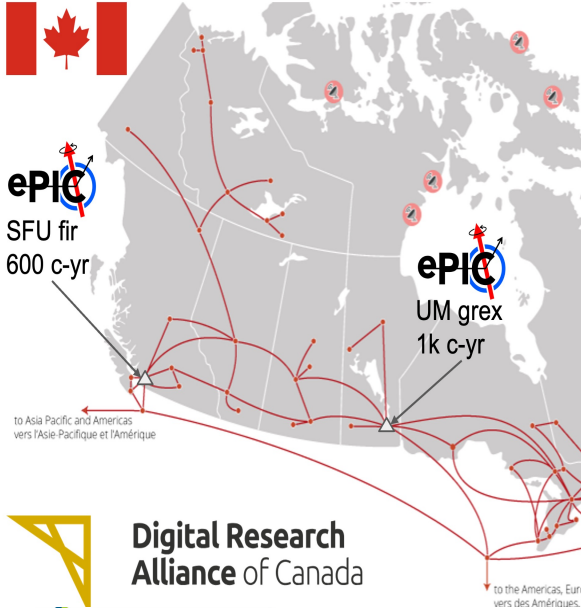 ePIC
SFU fir
600 c-yr
ePIC
UM grex
1k c-yr
to Asia Pacific and Americas
vers l'Asie-Pacifique et l'Amérique
Digital Research
Alliance of Canada
to the Americas, Eur
vers des Amériques,